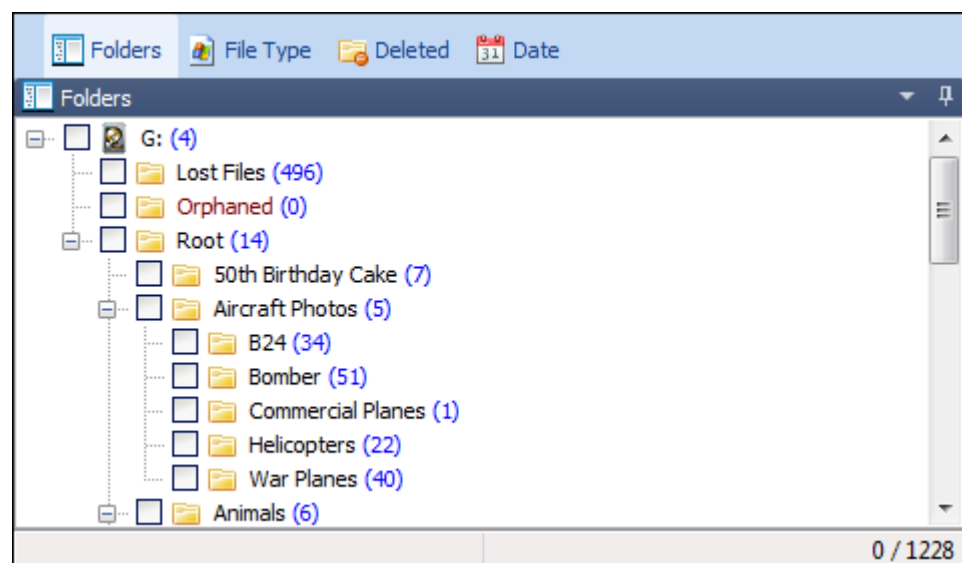 Folders File Type Deleted 31 Date
Folders
G: (4)
Lost Files (496)
Orphaned (0)
Root (14)
50th Birthday Cake (7)
Aircraft Photos (5)
B24 (34)
Bomber (51)
Commercial Planes (1)
Helicopters (22)
War Planes (40)
Animals (6)
0 / 1228